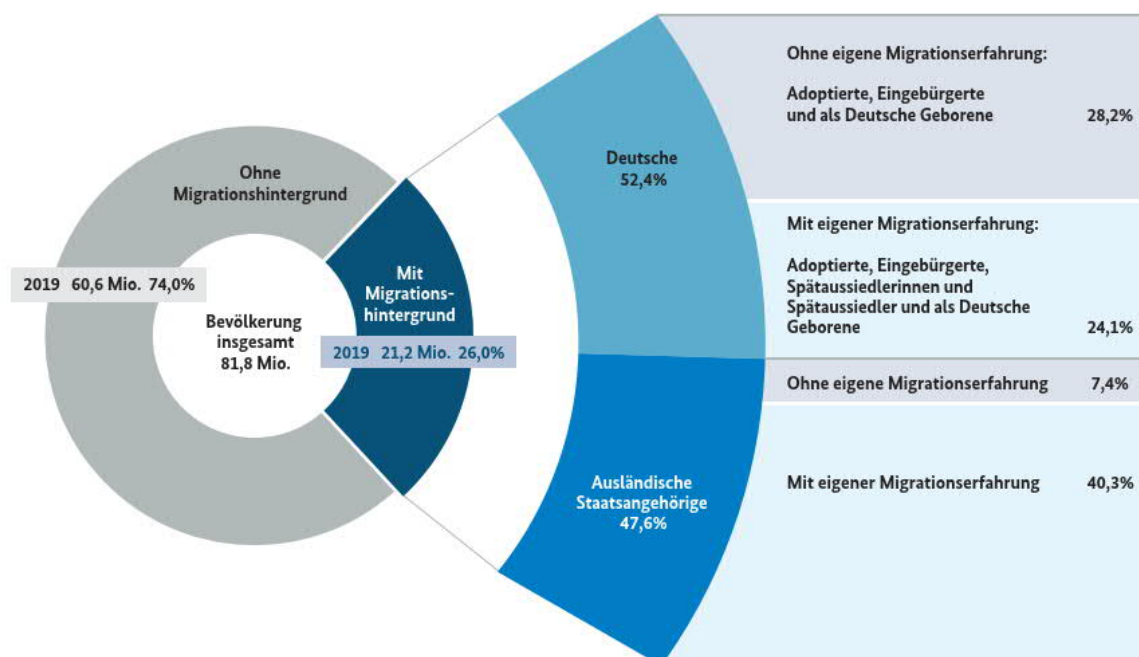 Ohne
Migrationshintergrund
2019 60,6 Mio. 74,0%
Bevölkerung
insgesamt
81,8 Mio.
Mit
Migrations-
hintergrund
2019 21,2 Mio. 26,0%
Deutsche
52,4%
Ausländische
Staatsangehörige
47,6%
Ohne eigene Migrationserfahrung:
Adoptierte, Eingebürgerte
und als Deutsche Geborene 28,2%
Mit eigener Migrationserfahrung:
Adoptierte, Eingebürgerte,
Spätaussiedlerinnen und
Spätaussiedler und als Deutsche
Geborene 24,1%
Ohne eigene Migrationserfahrung 7,4%
Mit eigener Migrationserfahrung 40,3%